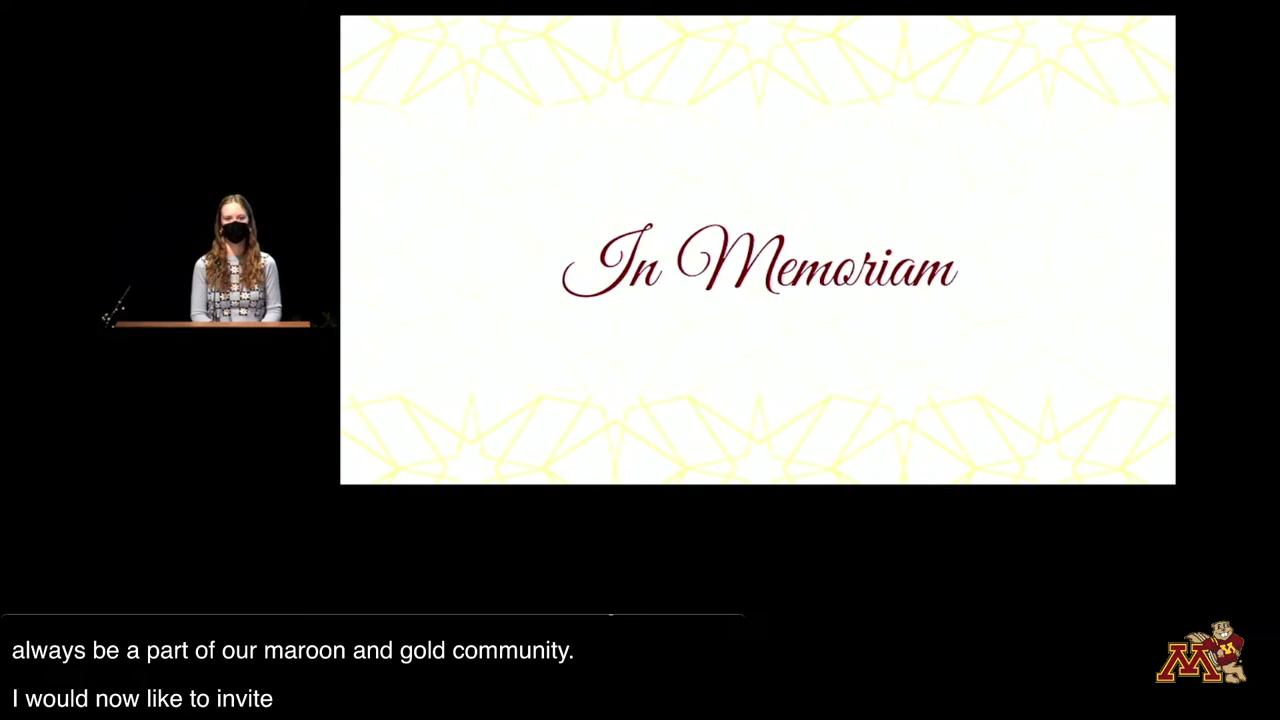 In Memoriam
always be a part of our maroon and gold community.
I would now like to invite
M
M